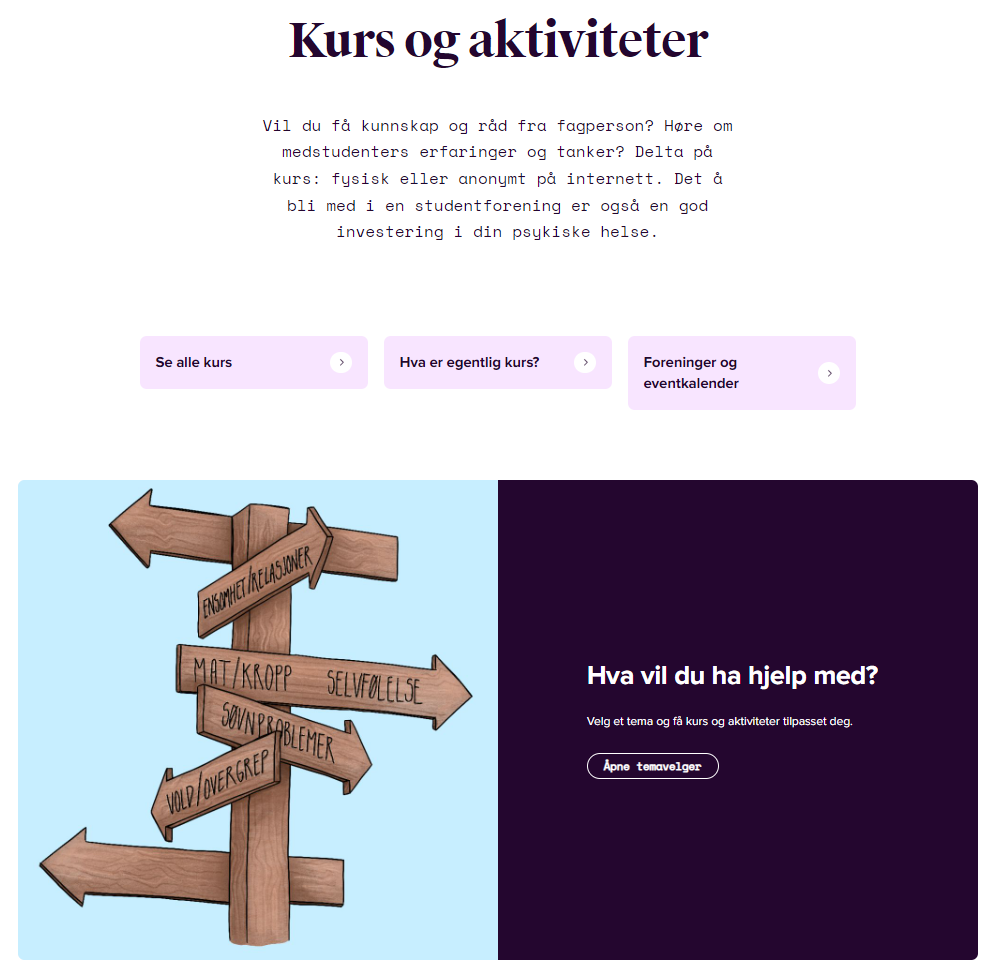 Kurs og aktiviteter
Vil du få kunnskap og råd fra fagperson? Høre om
medstudenters erfaringer og tanker? Delta på
kurs: fysisk eller anonymt på internett. Det å
bli med i en studentforening er også en god
investering i din psykiske helse.
Se alle kurs
Hva er egentlig kurs?
Foreninger og
eventkalender
ENSOMHET/RELASJONER
MAT/KROPP SELVFØLELSE
SØVNPROBLEMER
VOLD/OVERGREP
Hva vil du ha hjelp med?
Velg et tema og få kurs og aktiviteter tilpasset deg.
Åpne temavelger